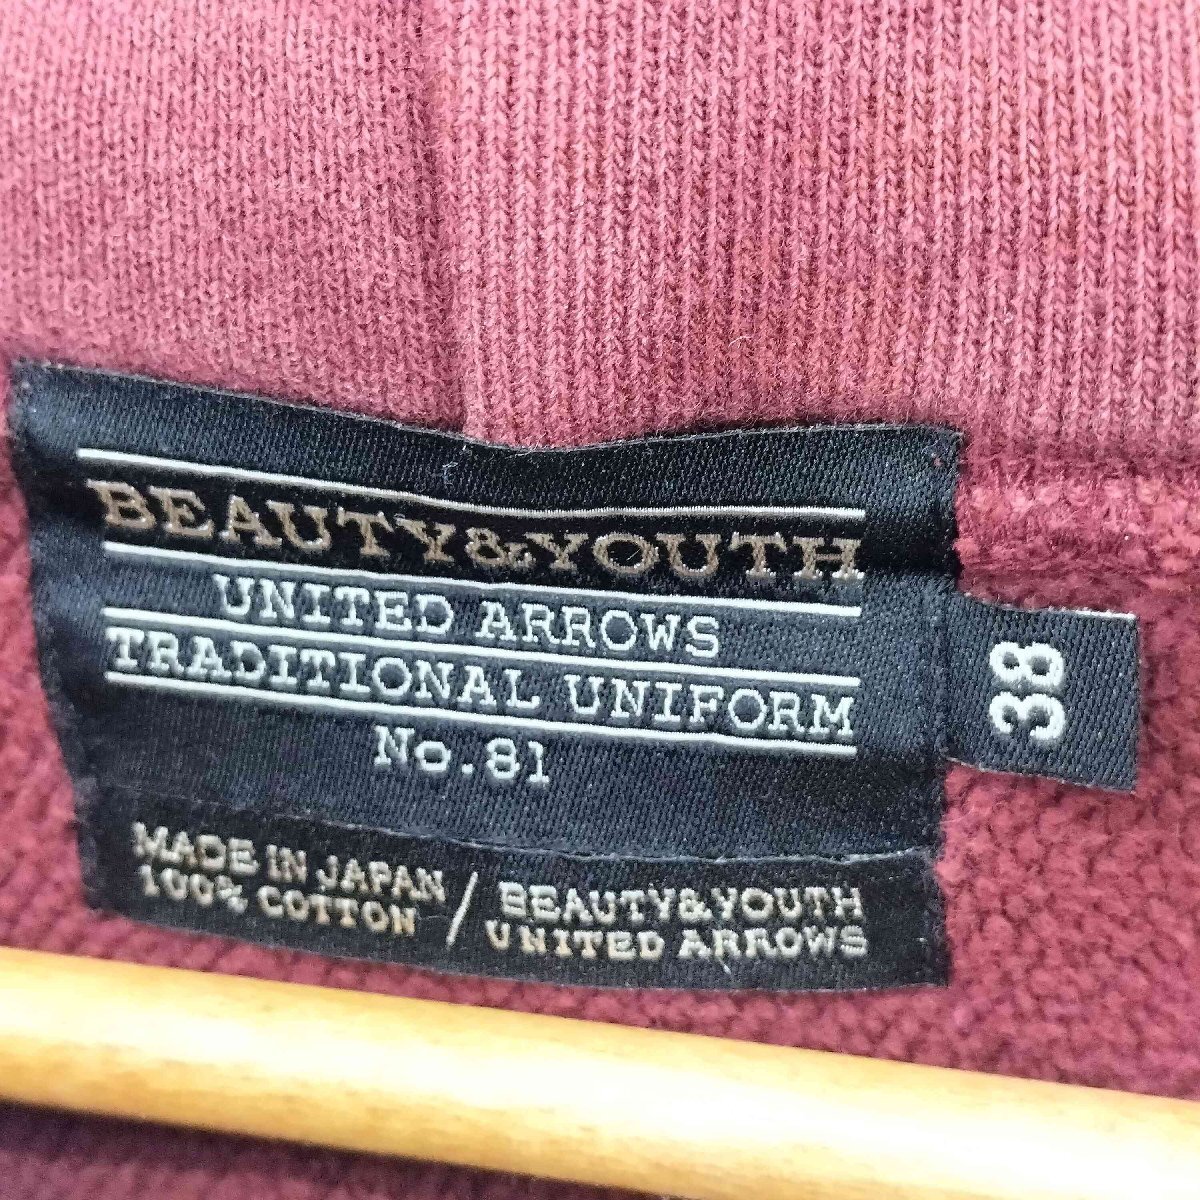 BEAUTY&YOUTH
UNITED ARROWS
TRADITIONAL UNIFORM
No.81
38
MADE IN JAPAN
100% COTTON
/
BEAUTY&YOUTH
UNITED ARROWS